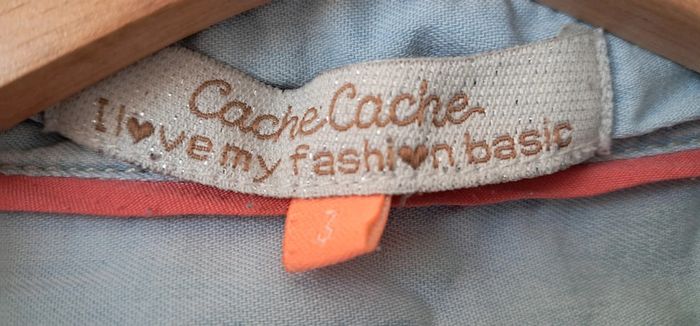 Cache Cache
I l♥ve my fashi♥n basic
3